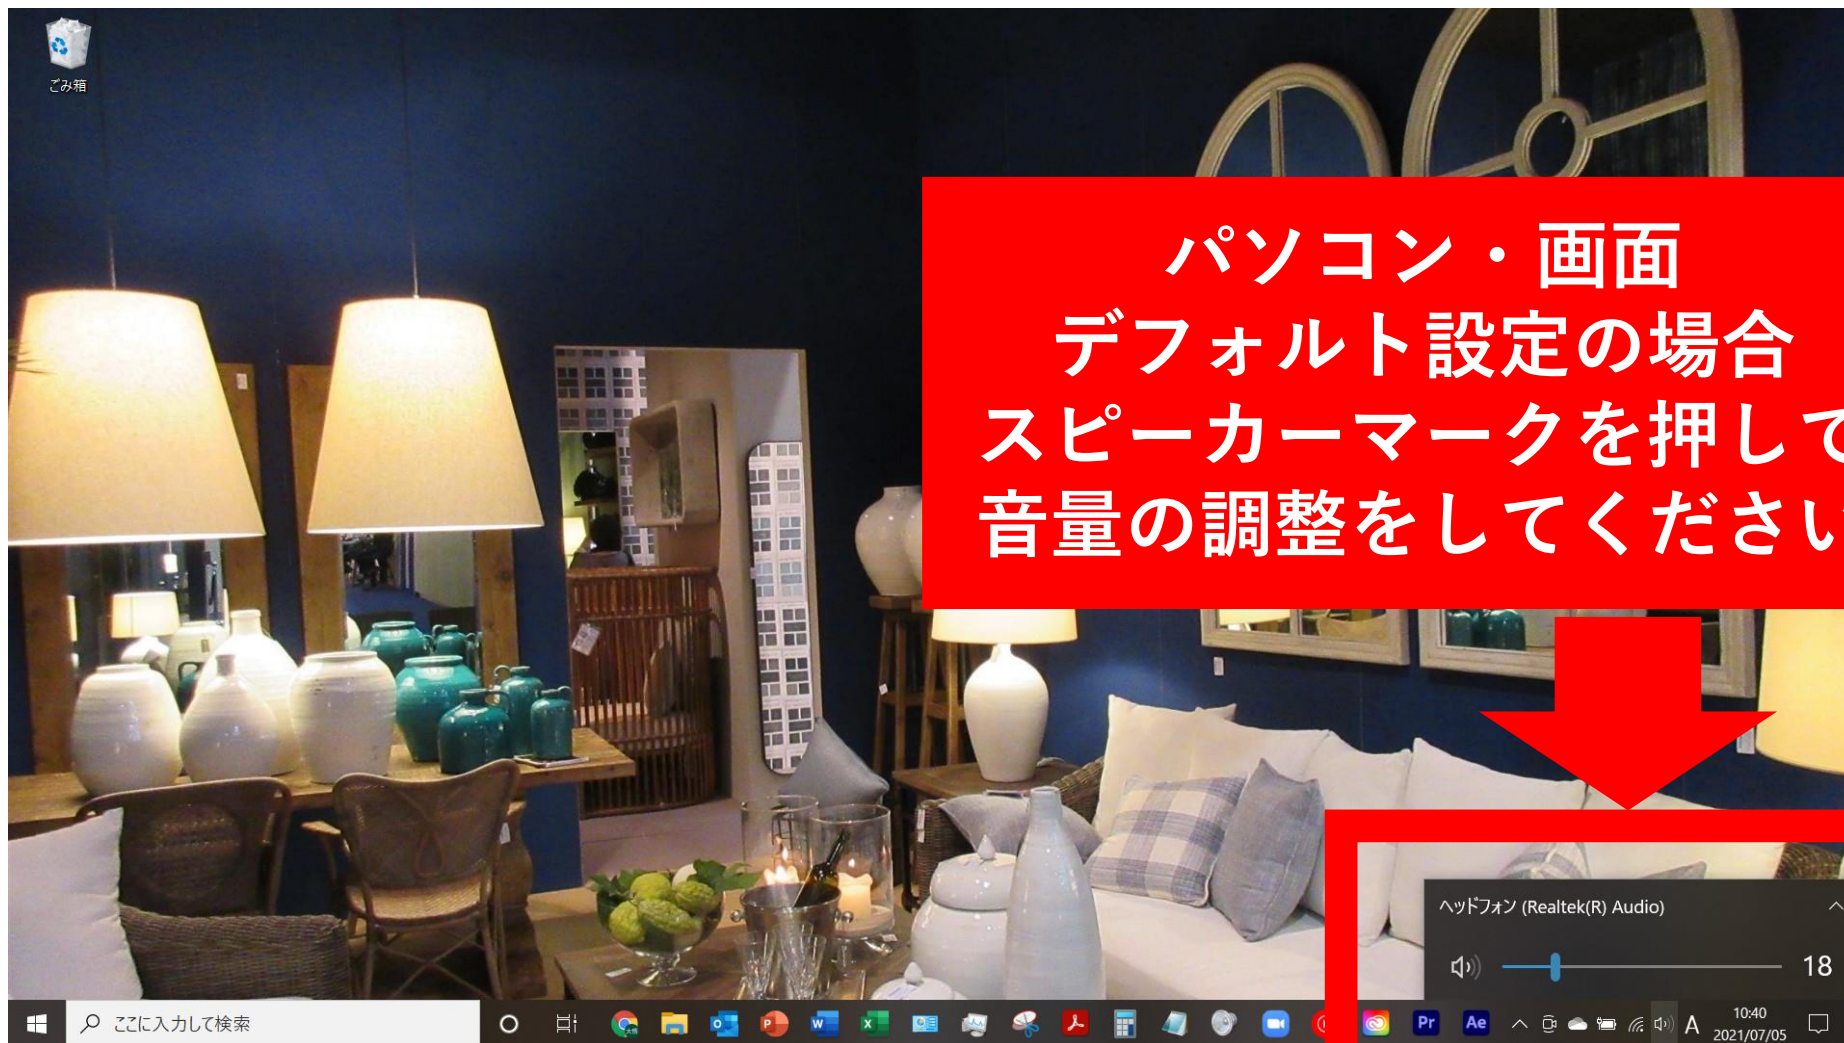 ごみ箱
パソコン・画面
デフォルト設定の場合
スピーカーマークを押して
音量の調整をしてください
ヘッドフォン (Realtek(R) Audio)
18
ここに入力して検索
Pr
Ae
A
10:40
2021/07/05